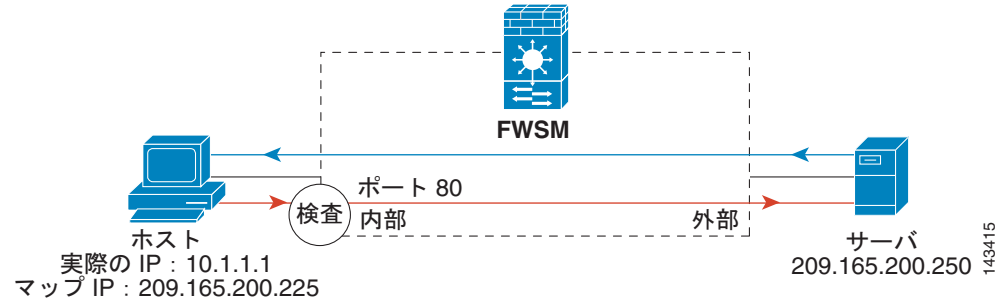 FWSM
ポート 80
検査
内部
外部
ホスト
実際の IP：10.1.1.1
マップ IP：209.165.200.225
サーバ
209.165.200.250
143415